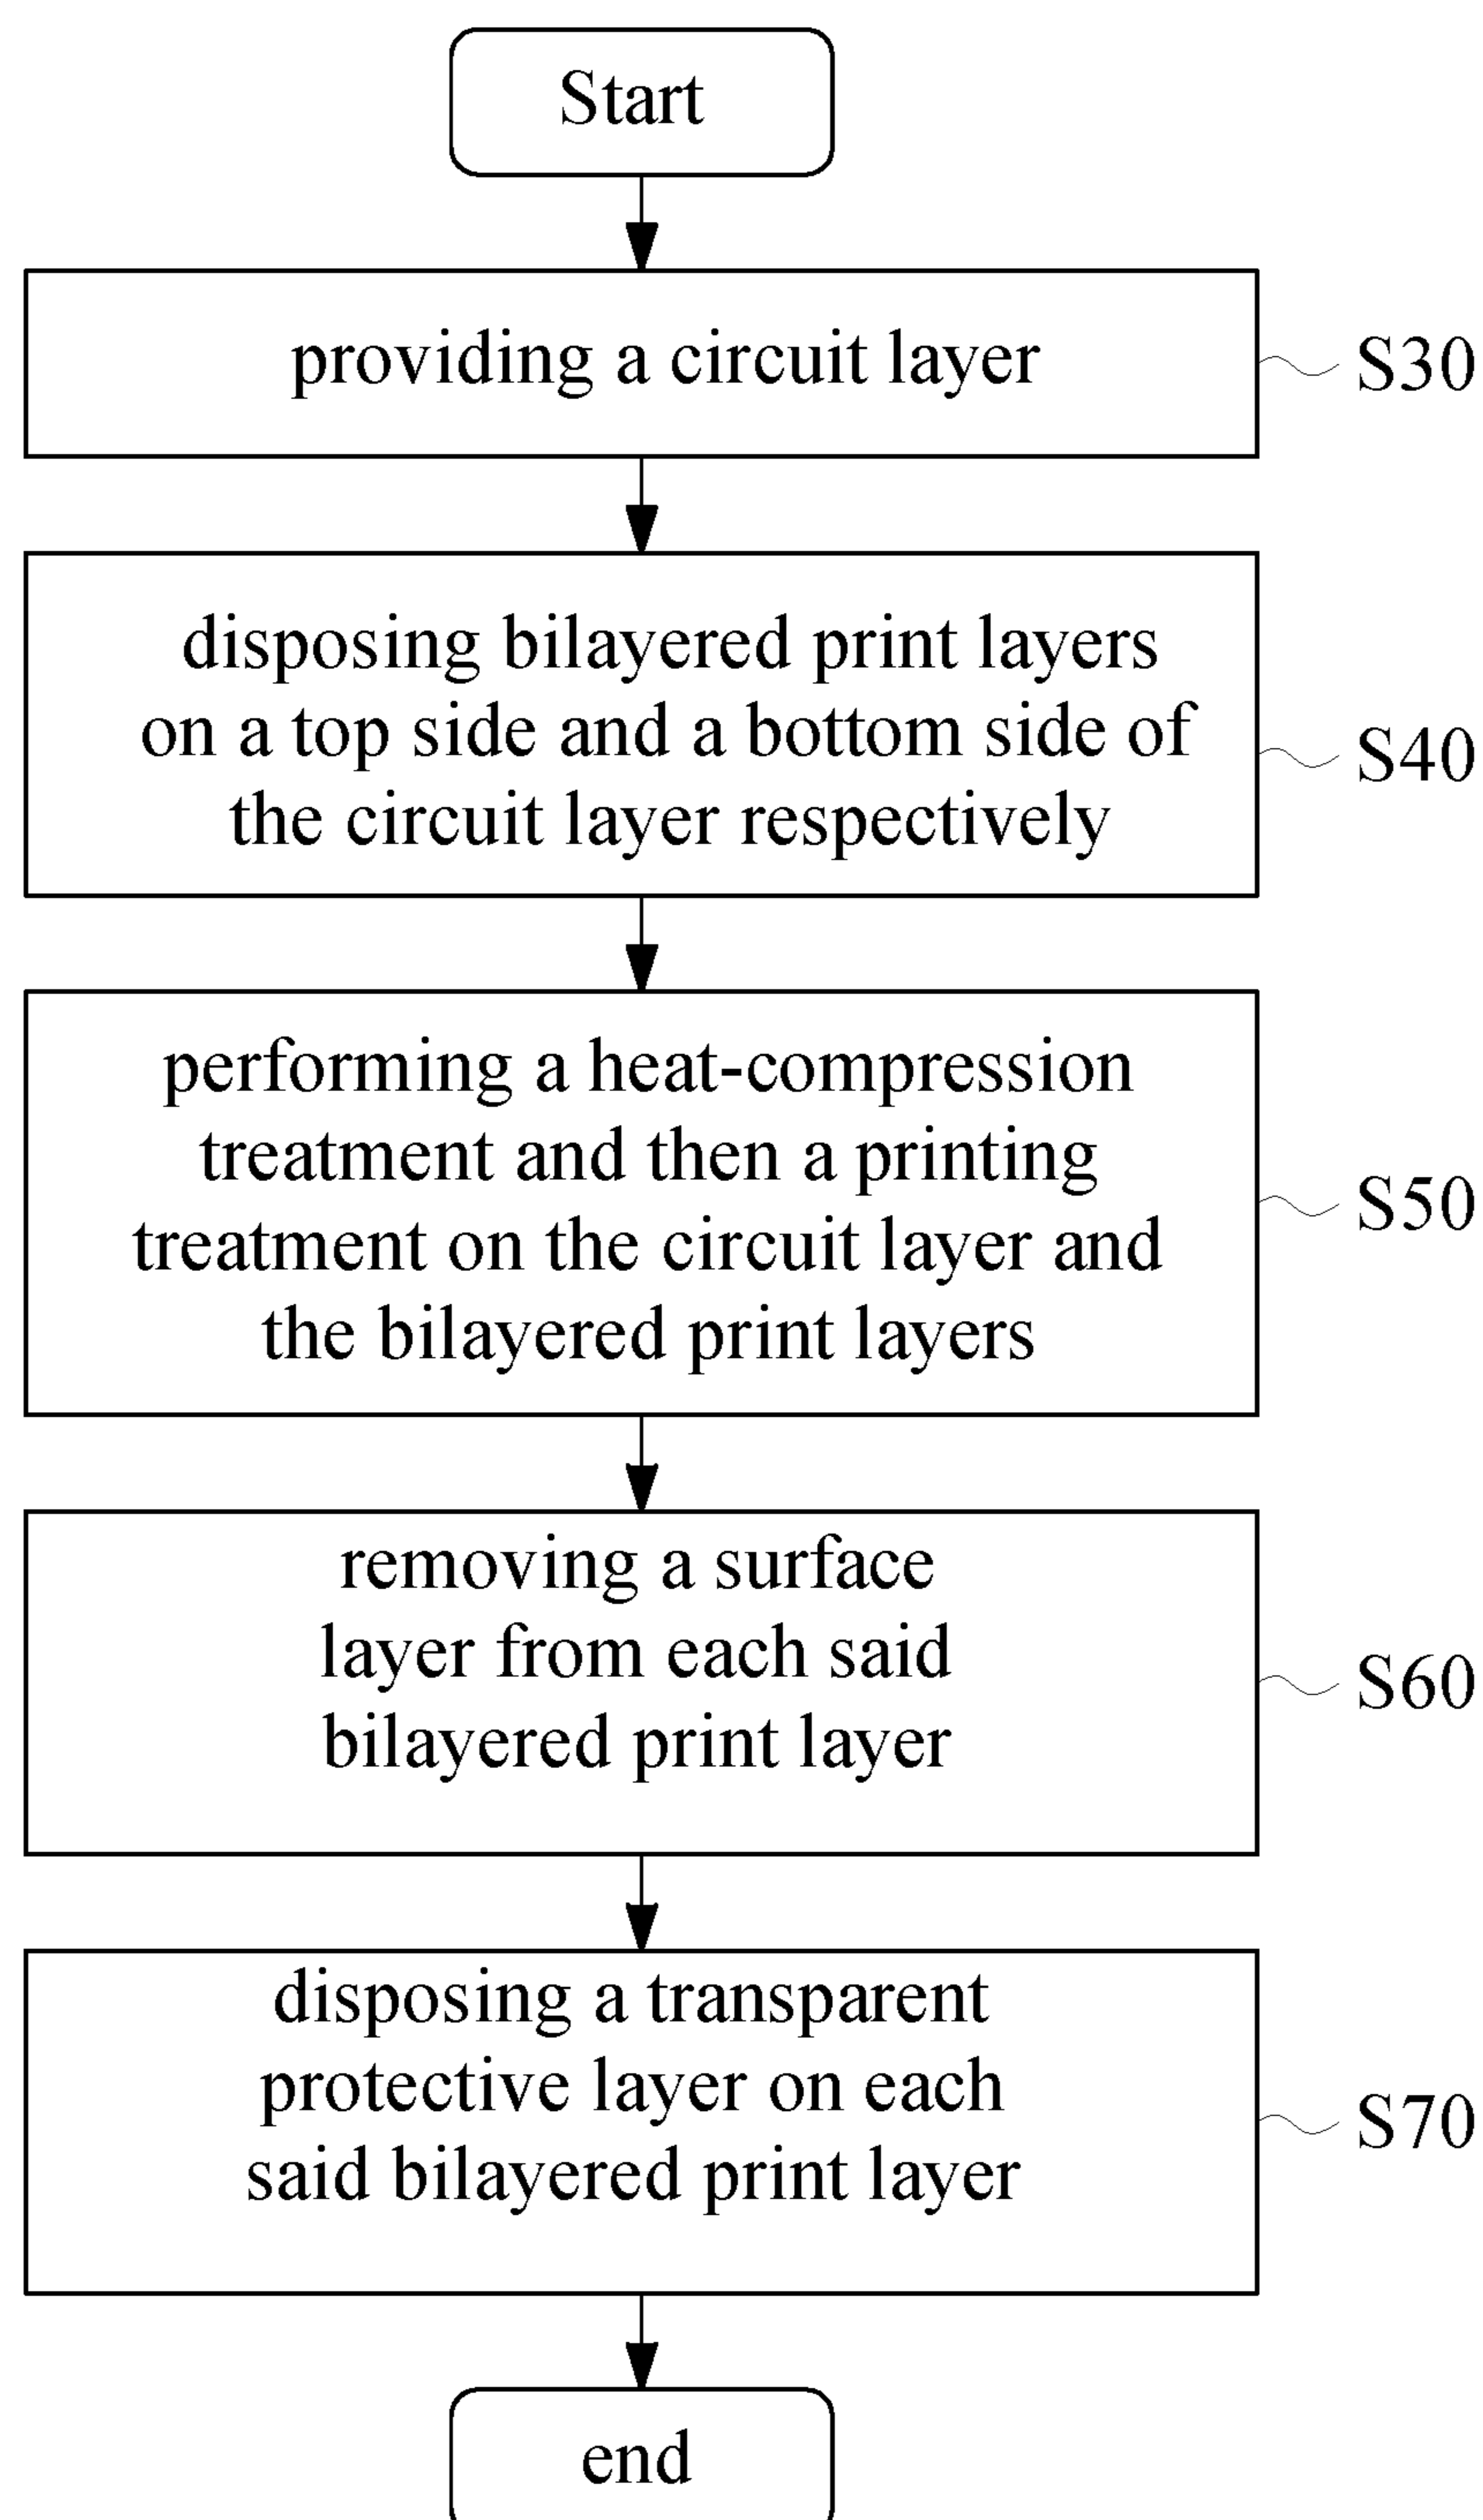 Start
providing a circuit layer
S30
disposing bilayered print layers
on a top side and a bottom side of
the circuit layer respectively
S40
performing a heat-compression
treatment and then a printing
treatment on the circuit layer and
the bilayered print layers
S50
removing a surface
layer from each said
bilayered print layer
S60
disposing a transparent
protective layer on each
said bilayered print layer
S70
end